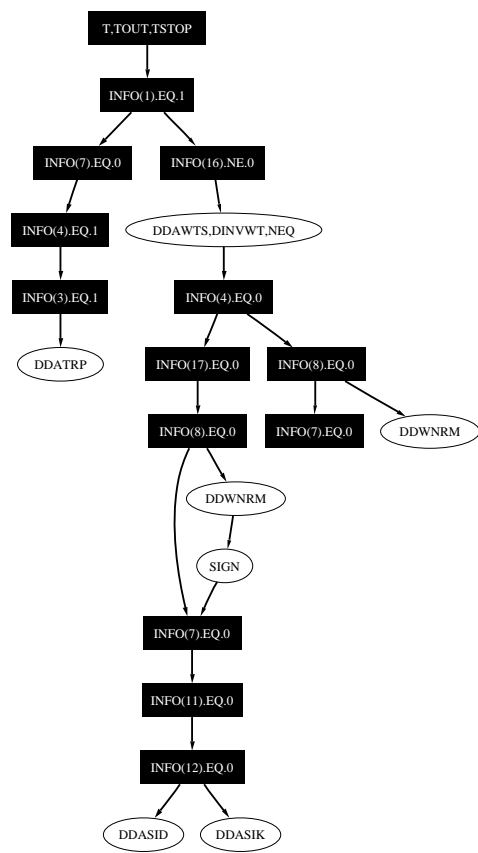 T,TOUT,TSTOP
INFO(1).EQ.1
INFO(7).EQ.0
INFO(16).NE.0
INFO(4).EQ.1
DDAWTS,DINVWT,NEQ
INFO(3).EQ.1
INFO(4).EQ.0
DDATRP
INFO(17).EQ.0
INFO(8).EQ.0
INFO(8).EQ.0
INFO(7).EQ.0
DDWNRM
DDWNRM
SIGN
INFO(7).EQ.0
INFO(11).EQ.0
INFO(12).EQ.0
DDASID
DDASIK